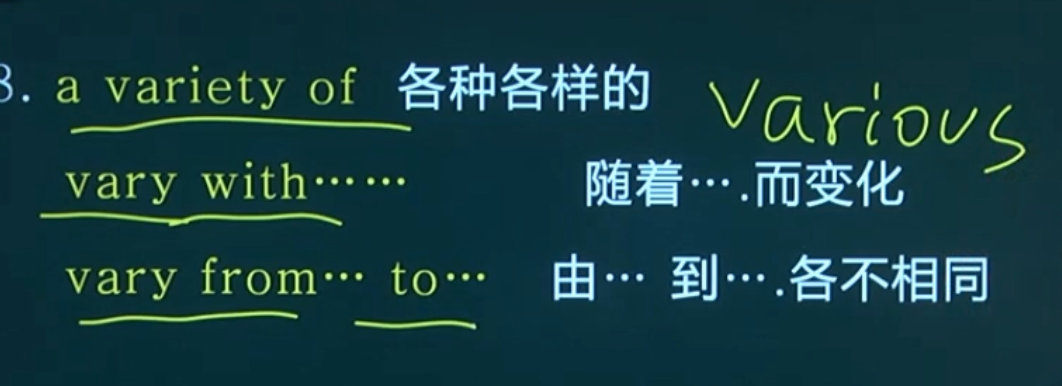 8. a variety of 各种各样的 various
vary with…… 随着….而变化
vary from… to… 由… 到….各不相同